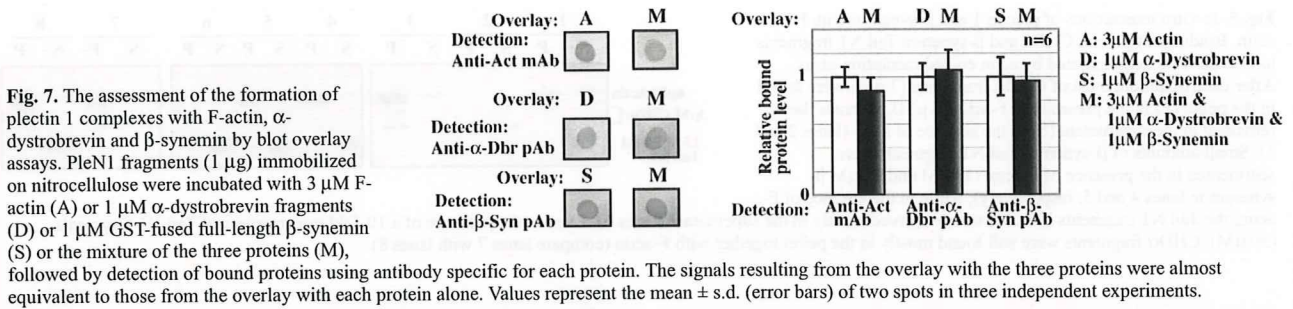 Overlay: A M
Detection:
Anti-Act mAb
Overlay: D M
Detection:
Anti-α-Dbr pAb
Overlay: S M
Detection:
Anti-β-Syn pAb
Overlay: A M D M S M
n=6
Relative bound
protein level
1
0
Detection: Anti-Act Anti-α- Anti-β-
mAb Dbr pAb Syn pAb
A: 3μM Actin
D: 1μM α-Dystrobrevin
S: 1μM β-Synemin
M: 3μM Actin &
1μM α-Dystrobrevin &
1μM β-Synemin
Fig. 7. The assessment of the formation of
plectin 1 complexes with F-actin, α-
dystrobrevin and β-synemin by blot overlay
assays. PleN1 fragments (1 μg) immobilized
on nitrocellulose were incubated with 3 μM F-
actin (A) or 1 μM α-dystrobrevin fragments
(D) or 1 μM GST-fused full-length β-synemin
(S) or the mixture of the three proteins (M),
followed by detection of bound proteins using antibody specific for each protein. The signals resulting from the overlay with the three proteins were almost
equivalent to those from the overlay with each protein alone. Values represent the mean ± s.d. (error bars) of two spots in three independent experiments.